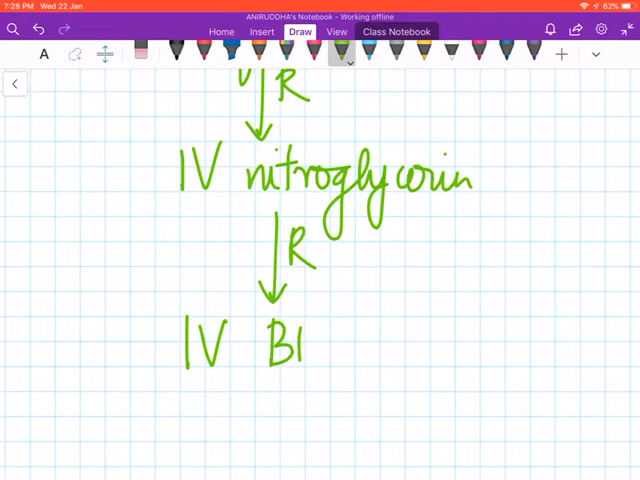 7:28 PM Wed 22 Jan
62%
ANIRUDDHA's Notebook - Working offline
Home Insert Draw View Class Notebook
A
R
IV nitroglycerin
R
IV